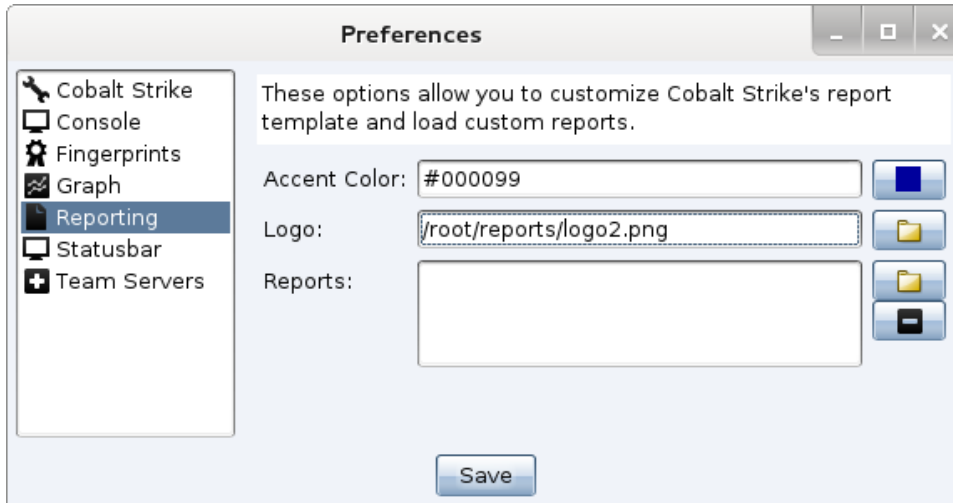 Preferences
Cobalt Strike
Console
Fingerprints
Graph
Reporting
Statusbar
Team Servers
These options allow you to customize Cobalt Strike's report
template and load custom reports.
Accent Color: #000099
Logo: /root/reports/logo2.png
Reports:
Save